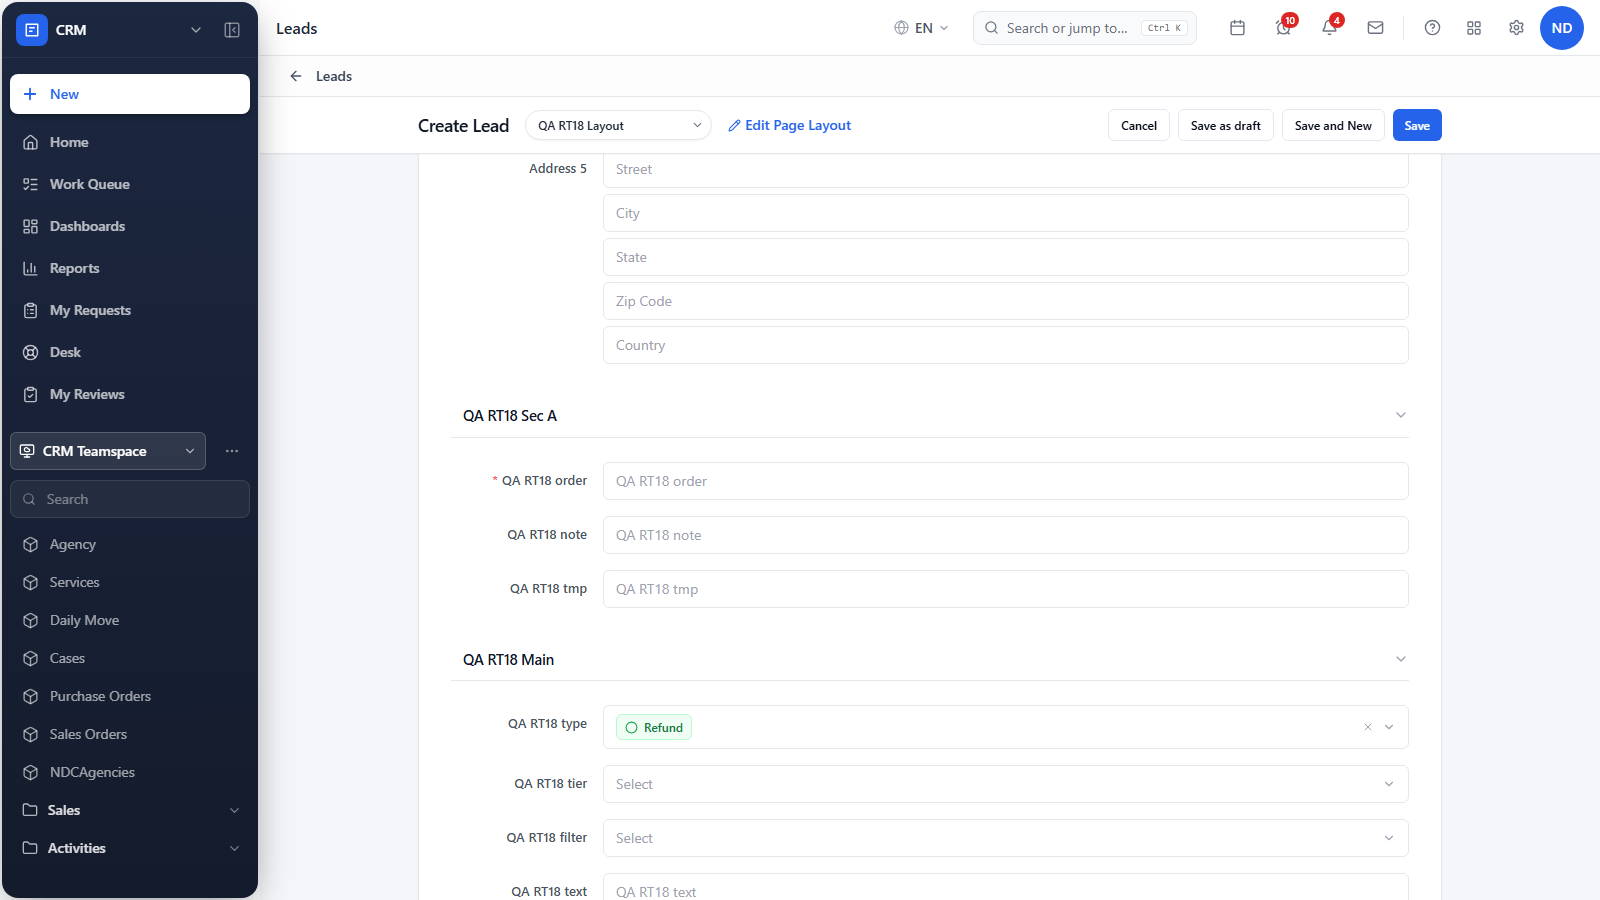 CRM
Leads
EN
Search or jump to...
Ctrl K
10
4
ND
New
Leads
Create Lead
QA RT18 Layout
Edit Page Layout
Cancel
Save as draft
Save and New
Save
Home
Work Queue
Dashboards
Reports
My Requests
Desk
My Reviews
CRM Teamspace
Search
Agency
Services
Daily Move
Cases
Purchase Orders
Sales Orders
NDCAgencies
Sales
Activities
Address 5
Street
City
State
Zip Code
Country
QA RT18 Sec A
* QA RT18 order
QA RT18 order
QA RT18 note
QA RT18 note
QA RT18 tmp
QA RT18 tmp
QA RT18 Main
QA RT18 type
Refund
QA RT18 tier
Select
QA RT18 filter
Select
QA RT18 text
QA RT18 text